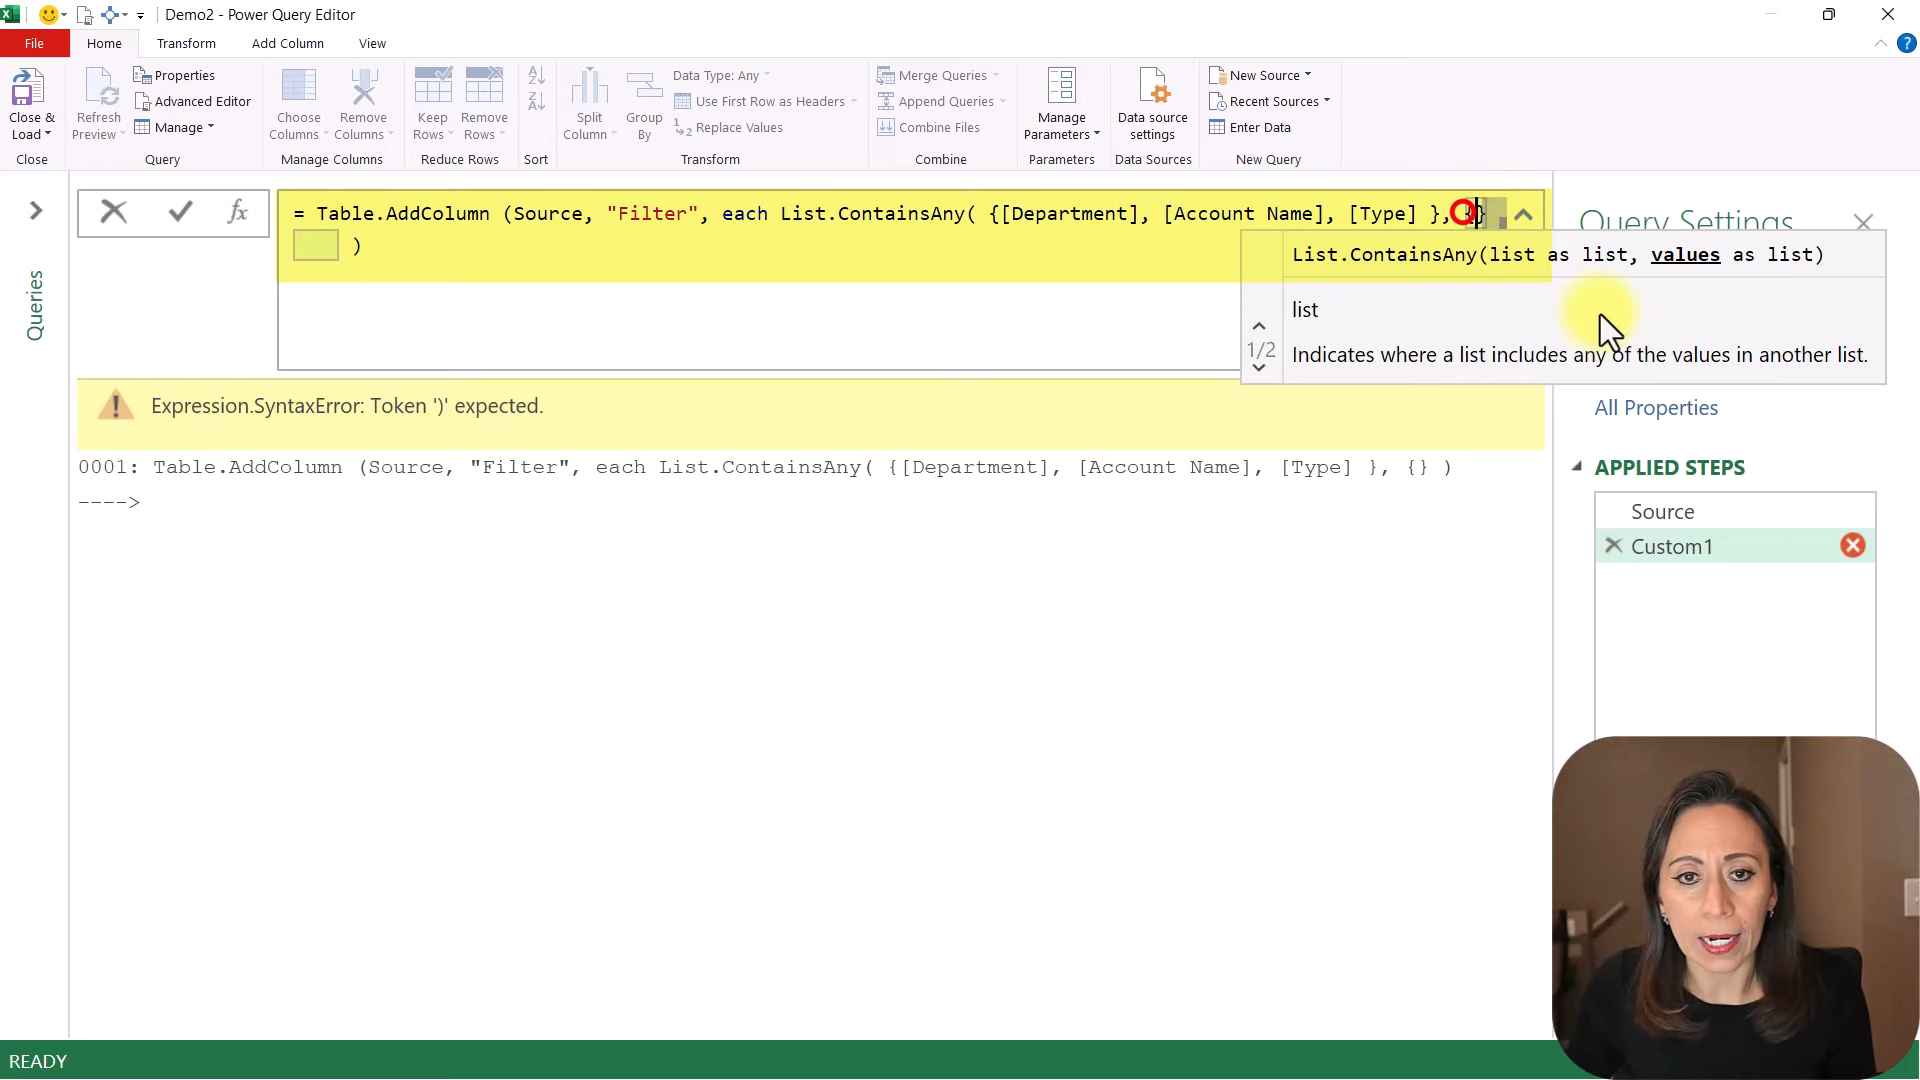 Demo2 - Power Query Editor
File Home Transform Add Column View
Close & Load
Close
Refresh Preview
Properties
Advanced Editor
Manage
Query
Choose Columns
Remove Columns
Manage Columns
Keep Rows
Remove Rows
Reduce Rows
Sort
Split Column
Group By
Data Type: Any
Use First Row as Headers
Replace Values
Transform
Merge Queries
Append Queries
Combine Files
Combine
Manage Parameters
Parameters
Data source settings
Data Sources
New Source
Recent Sources
Enter Data
New Query
fx
= Table.AddColumn (Source, "Filter", each List.ContainsAny( {[Department], [Account Name], [Type] }, {}
)
Queries
Query Settings
List.ContainsAny(list as list, values as list)
list
1/2
Indicates where a list includes any of the values in another list.
All Properties
Expression.SyntaxError: Token ')' expected.
0001: Table.AddColumn (Source, "Filter", each List.ContainsAny( {[Department], [Account Name], [Type] }, {} )
---->
APPLIED STEPS
Source
Custom1
READY